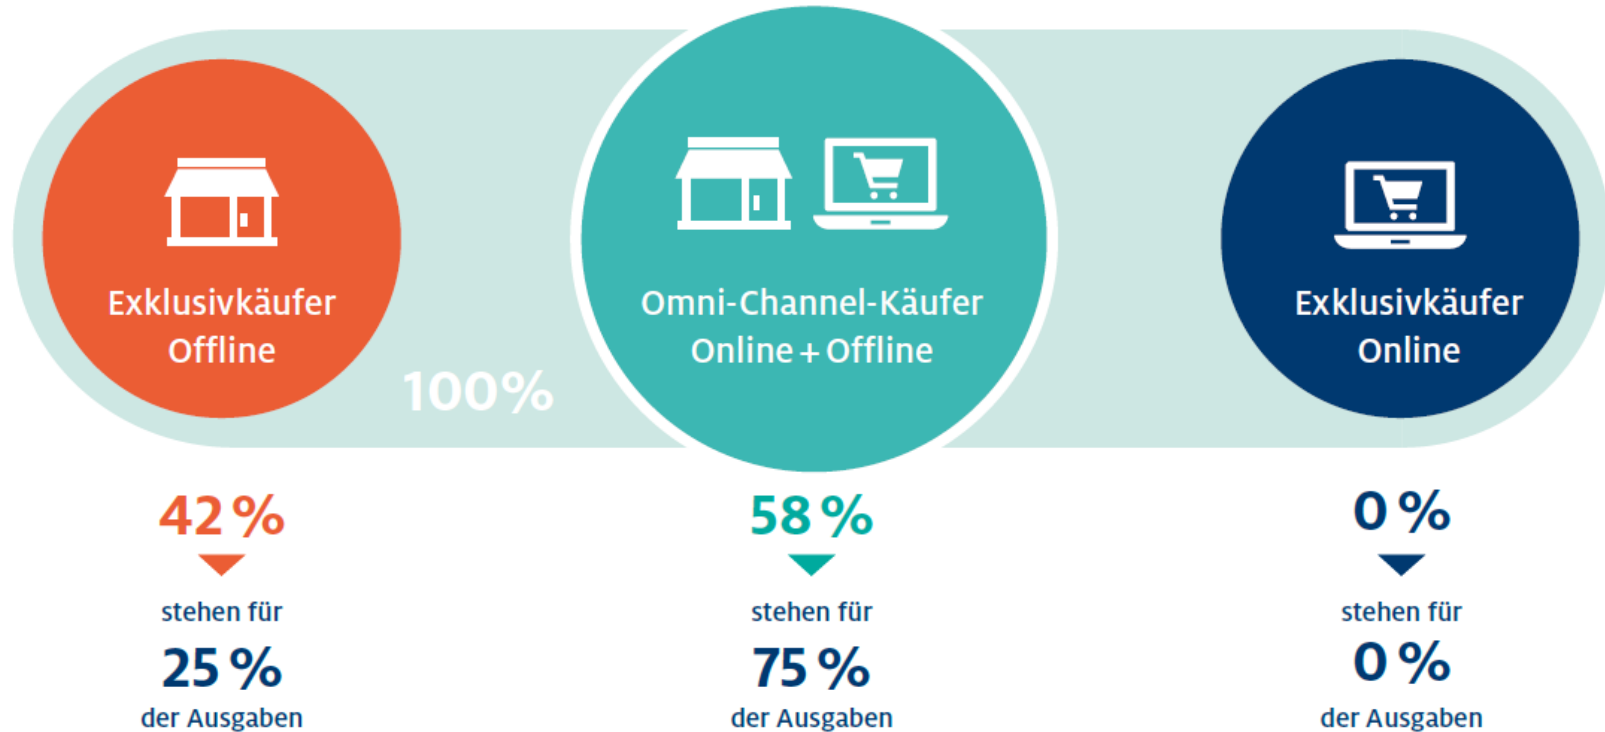 Exklusivkäufer
Offline
100%
Omni-Channel-Käufer
Online + Offline
Exklusivkäufer
Online
42 %
stehen für
25 %
der Ausgaben
58 %
stehen für
75 %
der Ausgaben
0 %
stehen für
0 %
der Ausgaben